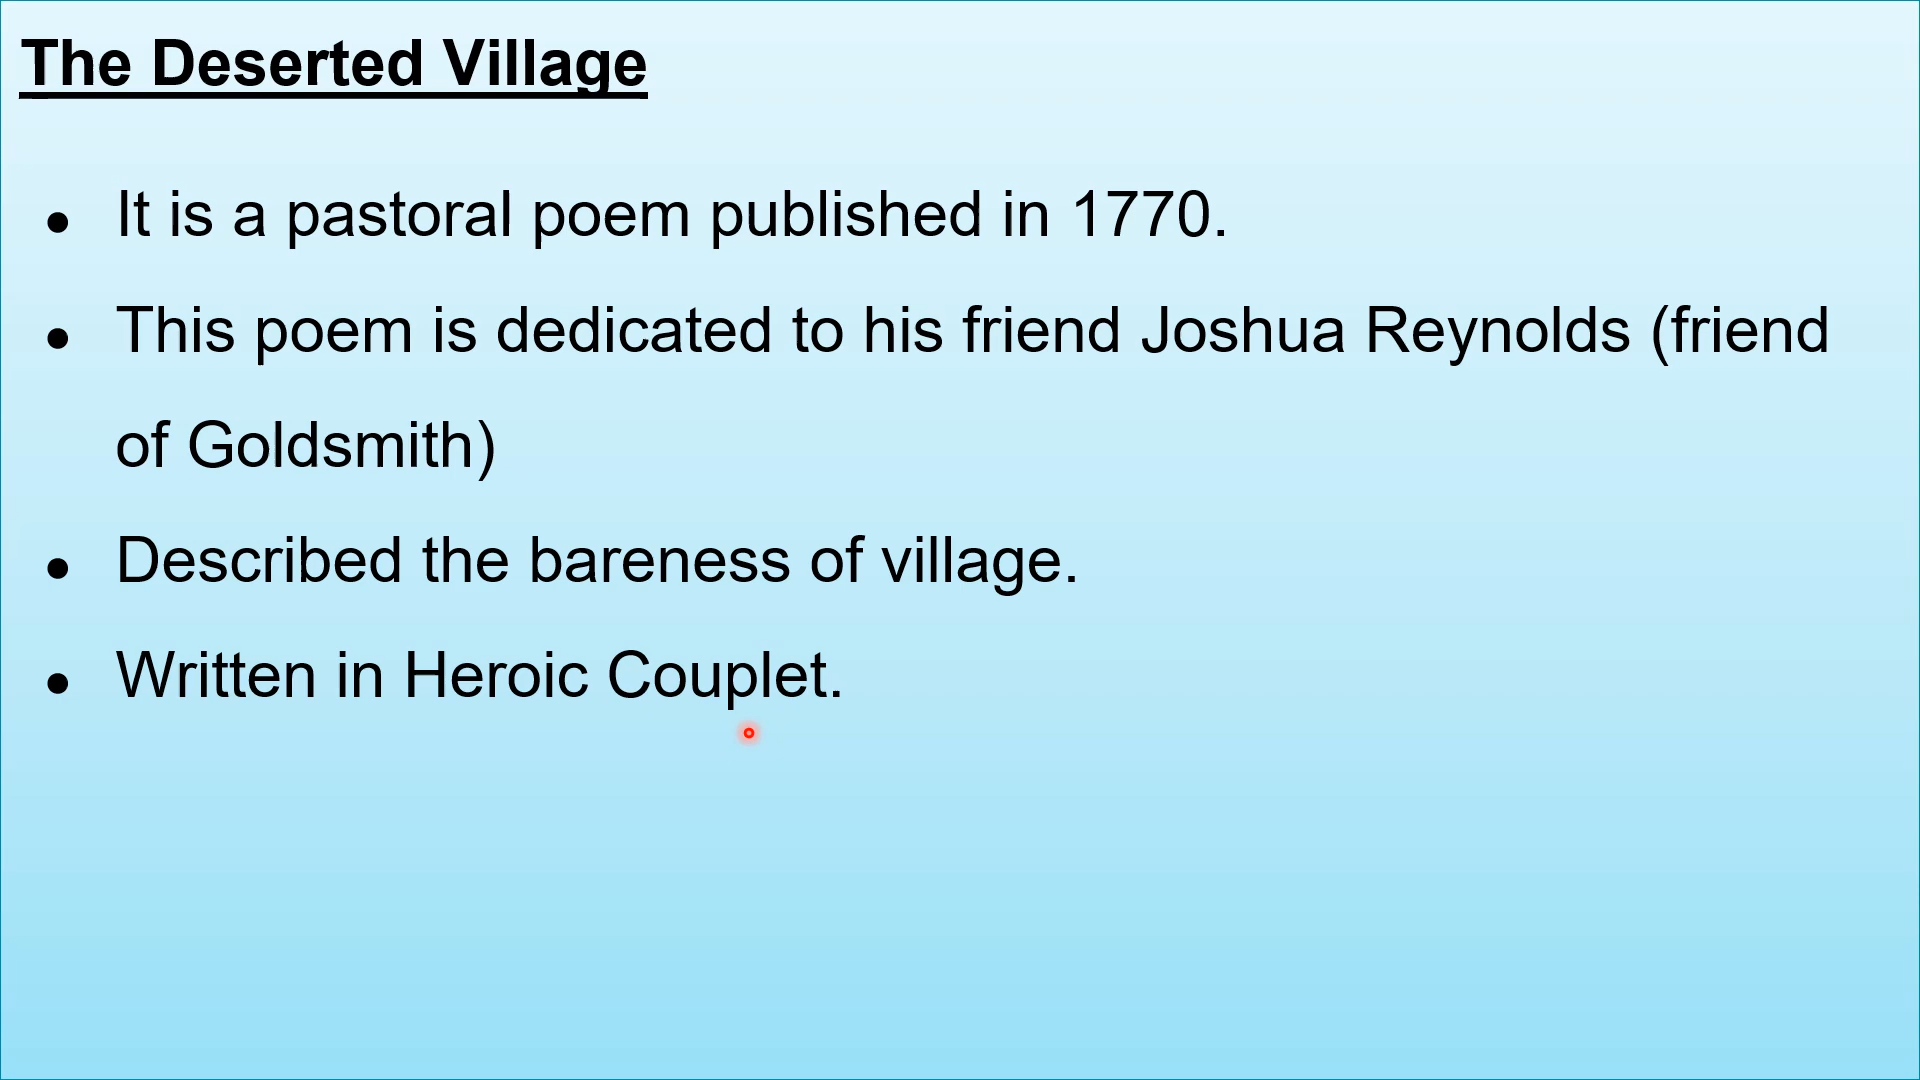 The Deserted Village
● It is a pastoral poem published in 1770.
● This poem is dedicated to his friend Joshua Reynolds (friend
of Goldsmith)
● Described the bareness of village.
● Written in Heroic Couplet.